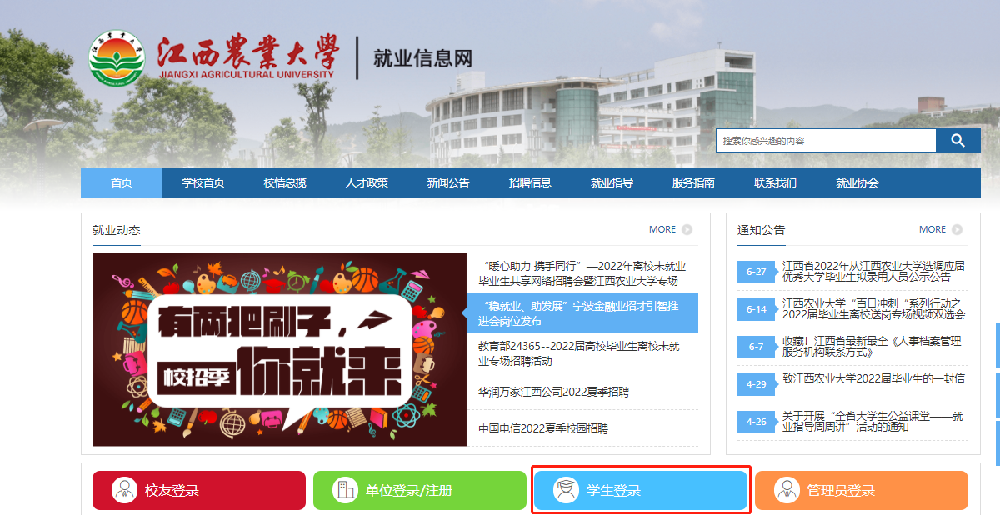 江西农业大学
江西農業大學
JIANGXI AGRICULTURAL UNIVERSITY
就业信息网
搜索你感兴趣的内容
首页 学校首页 校情总揽 人才政策 新闻公告 招聘信息 就业指导 服务指南 联系我们 就业协会
就业动态
MORE
有两把刷子，
校招季 你就来
“暖心助力 携手同行”—2022年离校未就业
毕业生共享网络招聘会暨江西农业大学专场
“稳就业、助发展”宁波金融业招才引智推
进会岗位发布
教育部24365--2022届高校毕业生离校未就
业专场招聘活动
华润万家江西公司2022夏季招聘
中国电信2022夏季校园招聘
通知公告
MORE
6-27
江西省2022年从江西农业大学选调应届
优秀大学毕业生拟录用人员公示公告
6-14
江西农业大学“百日冲刺“系列行动之
2022届毕业生离校送岗专场视频双选会
6-7
收藏！江西省最新最全《人事档案管理
服务机构联系方式》
4-29
致江西农业大学2022届毕业生的一封信
4-26
关于开展“全省大学生公益课堂——就
业指导周周讲”活动的通知
校友登录
单位登录/注册
学生登录
管理员登录